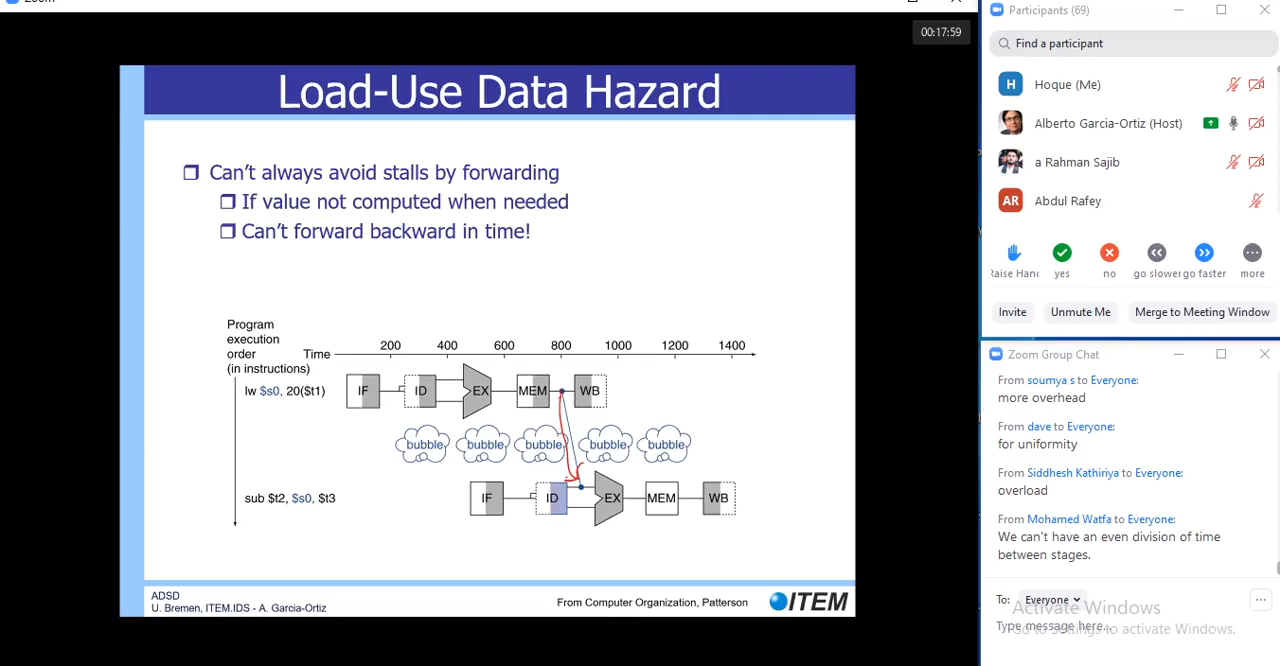 Zoom
00:17:59
Load-Use Data Hazard
Can't always avoid stalls by forwarding
If value not computed when needed
Can't forward backward in time!
Program
execution
order
(in instructions)
Time
200 400 600 800 1000 1200 1400
lw $s0, 20($t1)
IF ID EX MEM WB
bubble bubble bubble bubble bubble
sub $t2, $s0, $t3
IF ID EX MEM WB
ADSD
U. Bremen, ITEM.IDS - A. Garcia-Ortiz
From Computer Organization, Patterson
ITEM
Participants (69)
Find a participant
H Hoque (Me)
Alberto Garcia-Ortiz (Host)
a Rahman Sajib
AR Abdul Rafey
Raise Hand yes no go slower go faster more
Invite Unmute Me Merge to Meeting Window
Zoom Group Chat
From soumya s to Everyone:
more overhead
From dave to Everyone:
for uniformity
From Siddhesh Kathiriya to Everyone:
overload
From Mohamed Watfa to Everyone:
We can't have an even division of time
between stages.
To: Everyone
Activate Windows
Type message here...
Go to Settings to activate Windows.